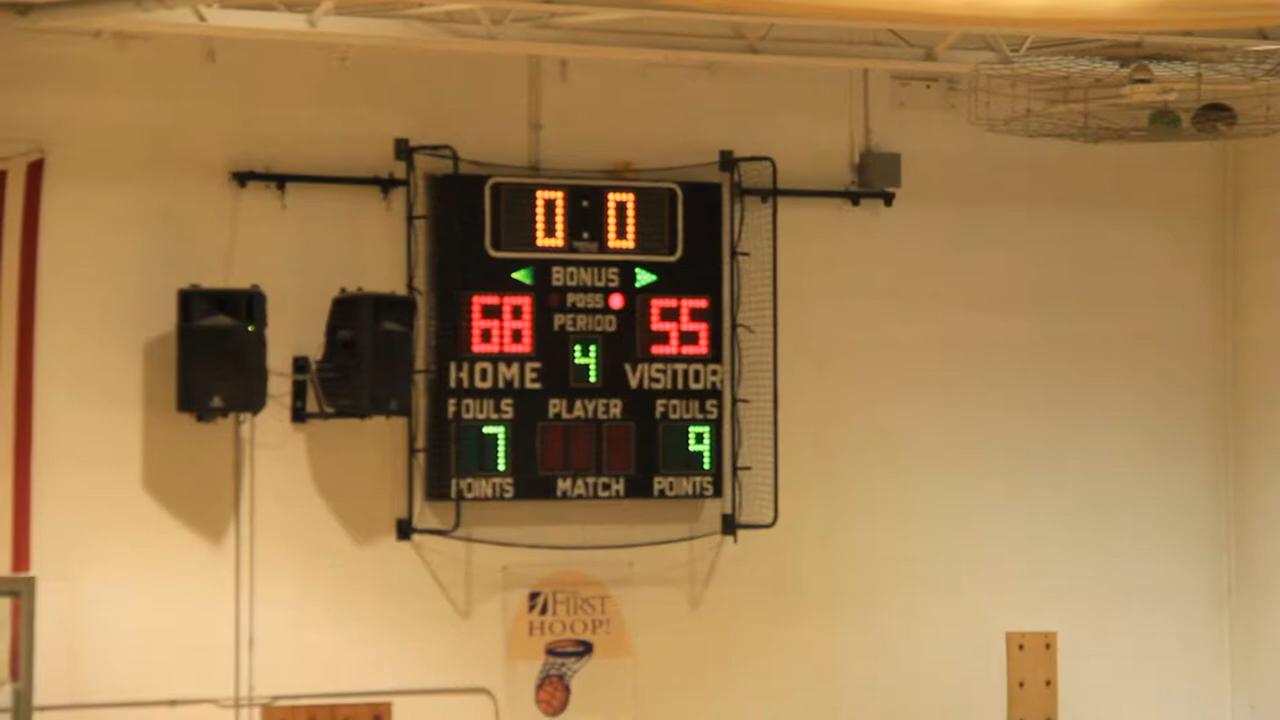 0:0
BONUS
68 POSS 55
PERIOD
4
HOME VISITOR
FOULS PLAYER FOULS
7 9
POINTS MATCH POINTS
FIRST
HOOP!